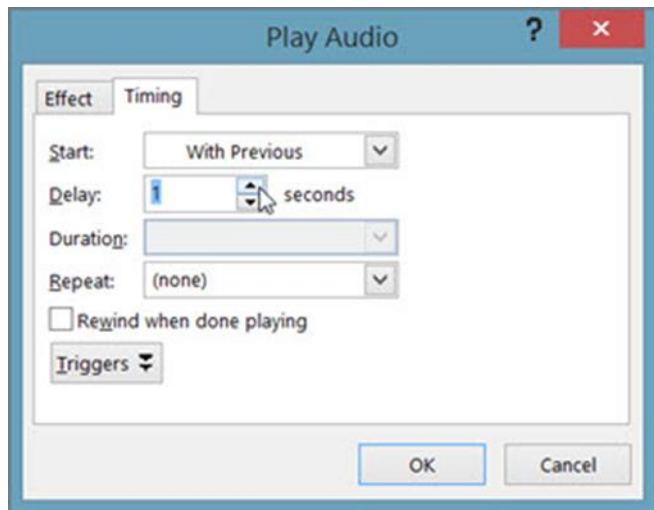 Play Audio ?
Effect Timing
Start: With Previous
Delay: 1 seconds
Duration:
Repeat: (none)
Rewind when done playing
Triggers
OK Cancel